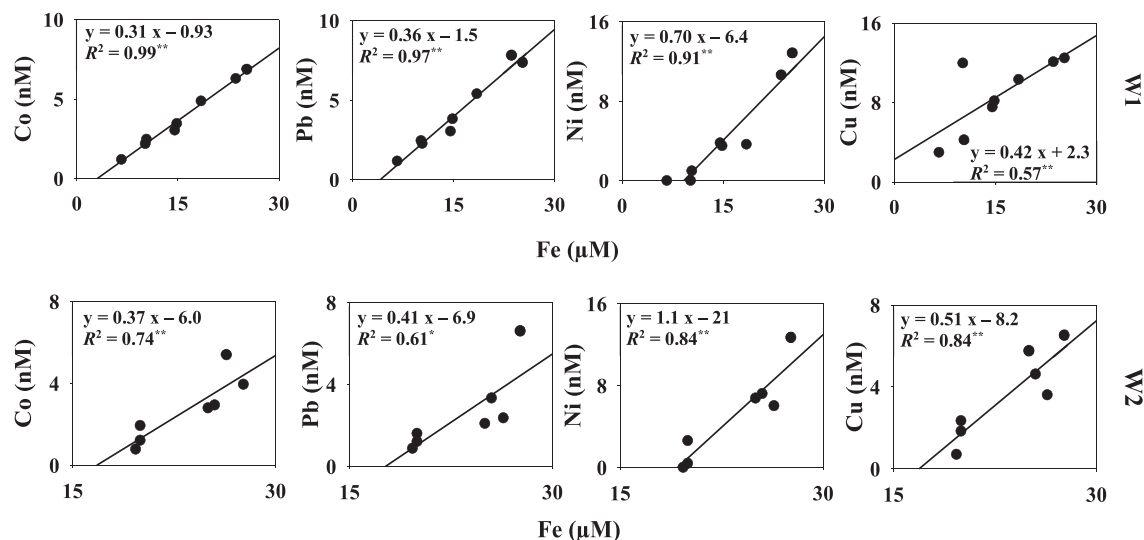 10
y = 0.31 x – 0.93
R² = 0.99**
Co (nM)
5
0
0
15
30
10
y = 0.36 x – 1.5
R² = 0.97**
Pb (nM)
5
0
0
15
30
16
y = 0.70 x – 6.4
R² = 0.91**
Ni (nM)
8
0
0
15
30
16
Cu (nM)
8
y = 0.42 x + 2.3
R² = 0.57**
0
0
15
30
W1
Fe (µM)
8
y = 0.37 x – 6.0
R² = 0.74**
Co (nM)
4
0
15
30
8
y = 0.41 x – 6.9
R² = 0.61*
Pb (nM)
4
0
15
30
16
y = 1.1 x – 21
R² = 0.84**
Ni (nM)
8
0
15
30
8
y = 0.51 x – 8.2
R² = 0.84**
Cu (nM)
4
0
15
30
W2
Fe (µM)